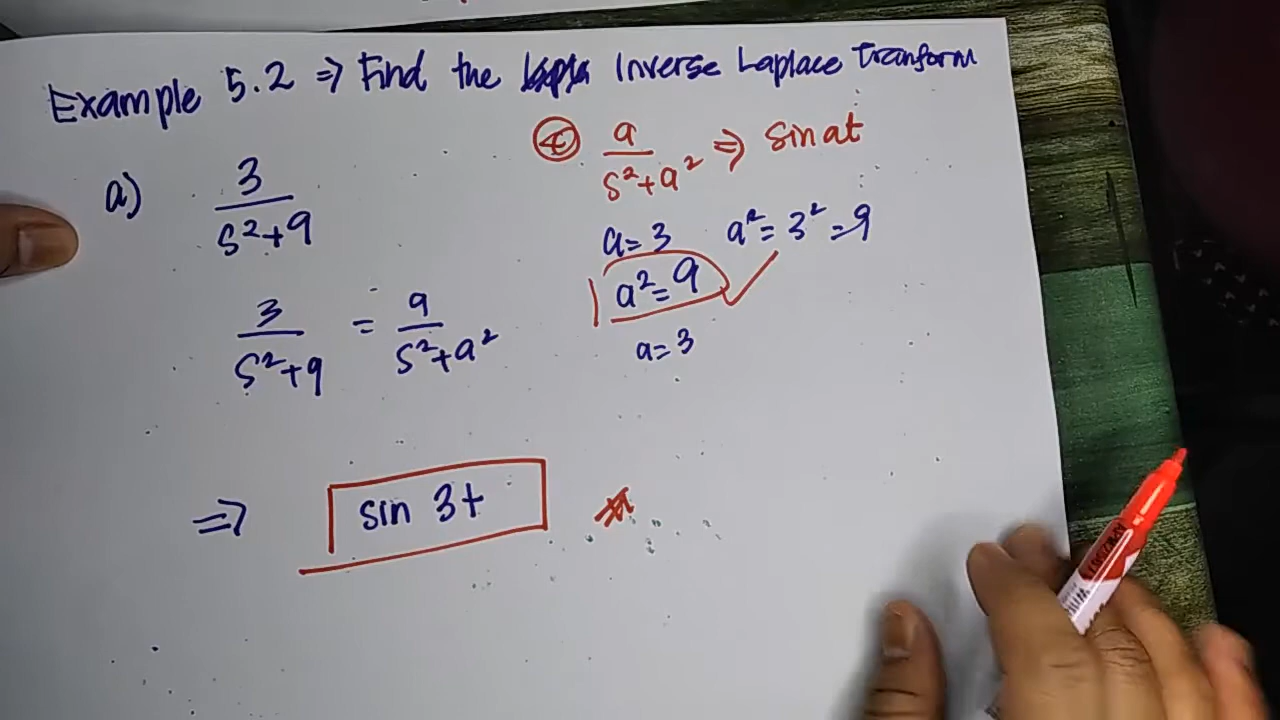 Example 5.2 ⇒ Find the Inverse Laplace Tranform
a) 3 / s²+9
④ a / s²+a² ⇒ sin at
a=3 a²=3²=9
a²=9 ✓
a=3
3 / s²+9 = a / s²+a²
⇒ sin 3t